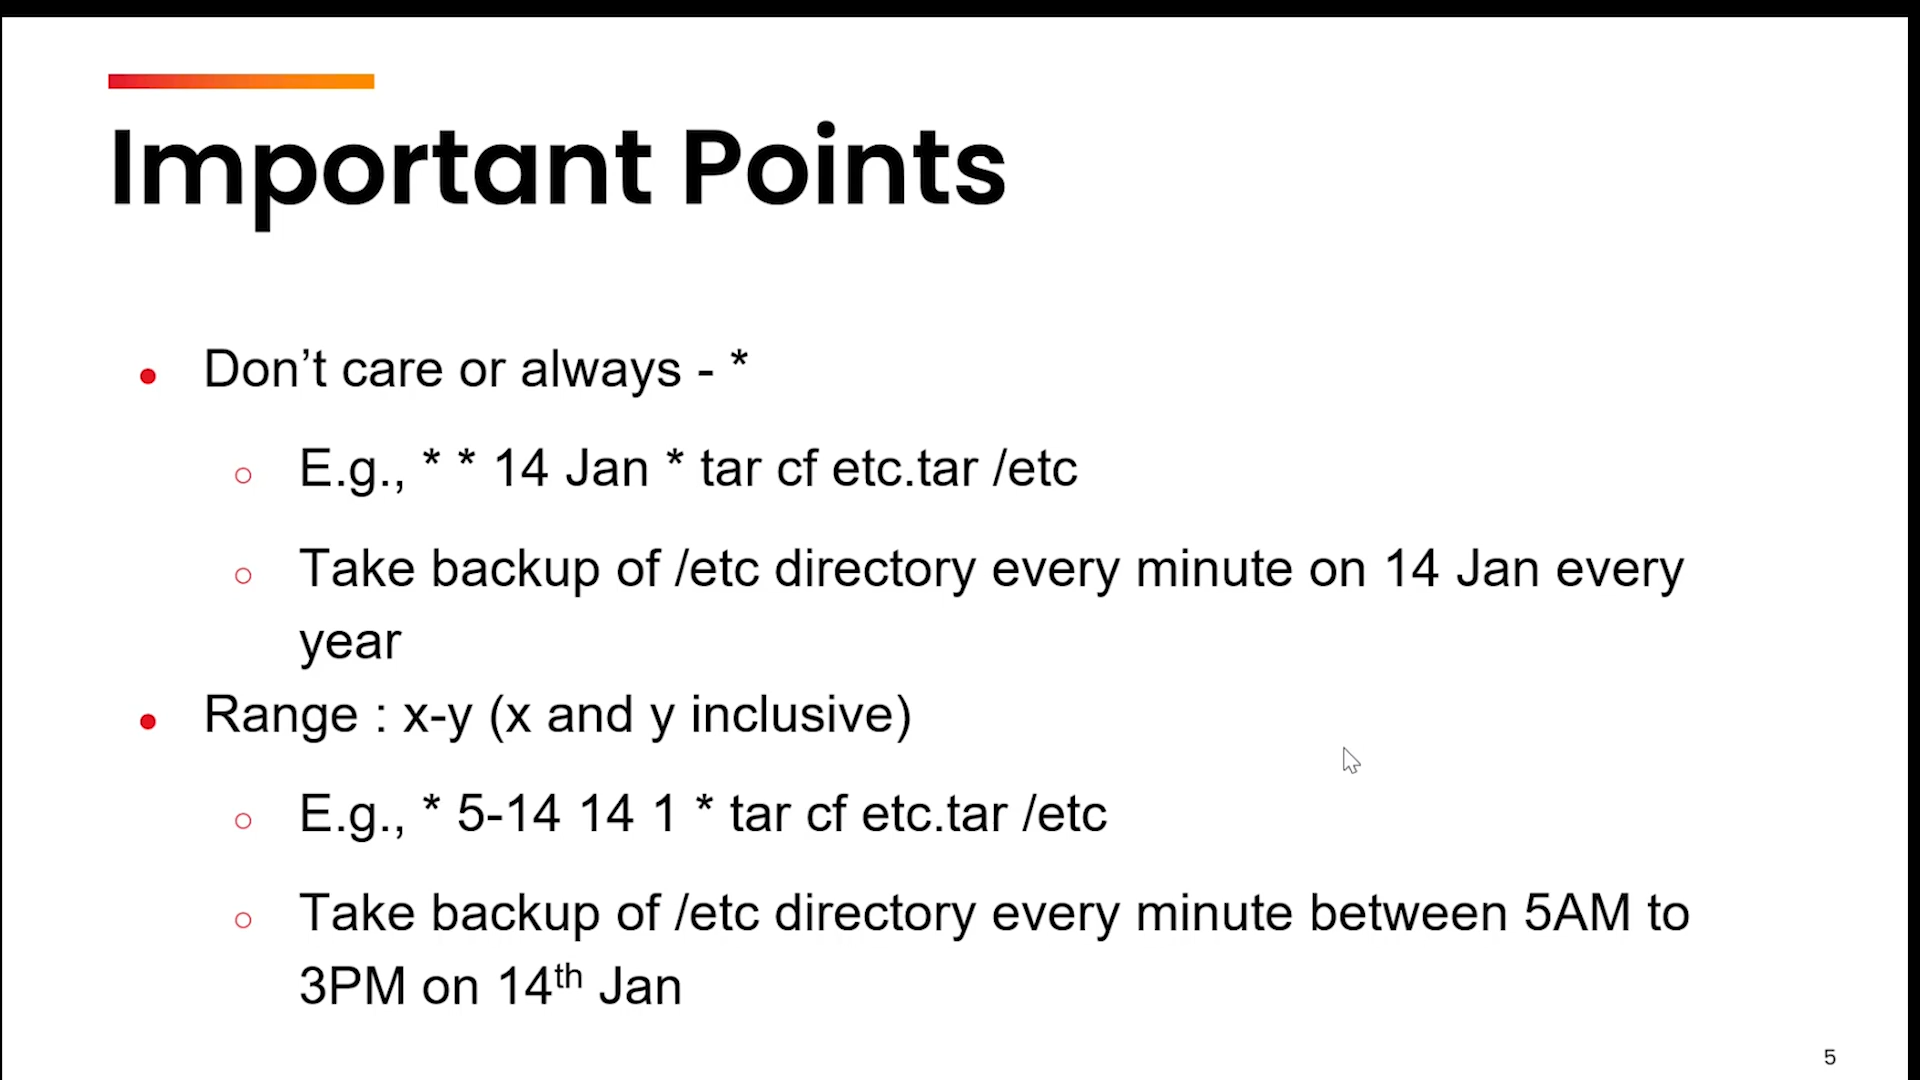 Important Points
Don’t care or always - *
E.g., * * 14 Jan * tar cf etc.tar /etc
Take backup of /etc directory every minute on 14 Jan every
year
Range : x-y (x and y inclusive)
E.g., * 5-14 14 1 * tar cf etc.tar /etc
Take backup of /etc directory every minute between 5AM to
3PM on 14th Jan
5